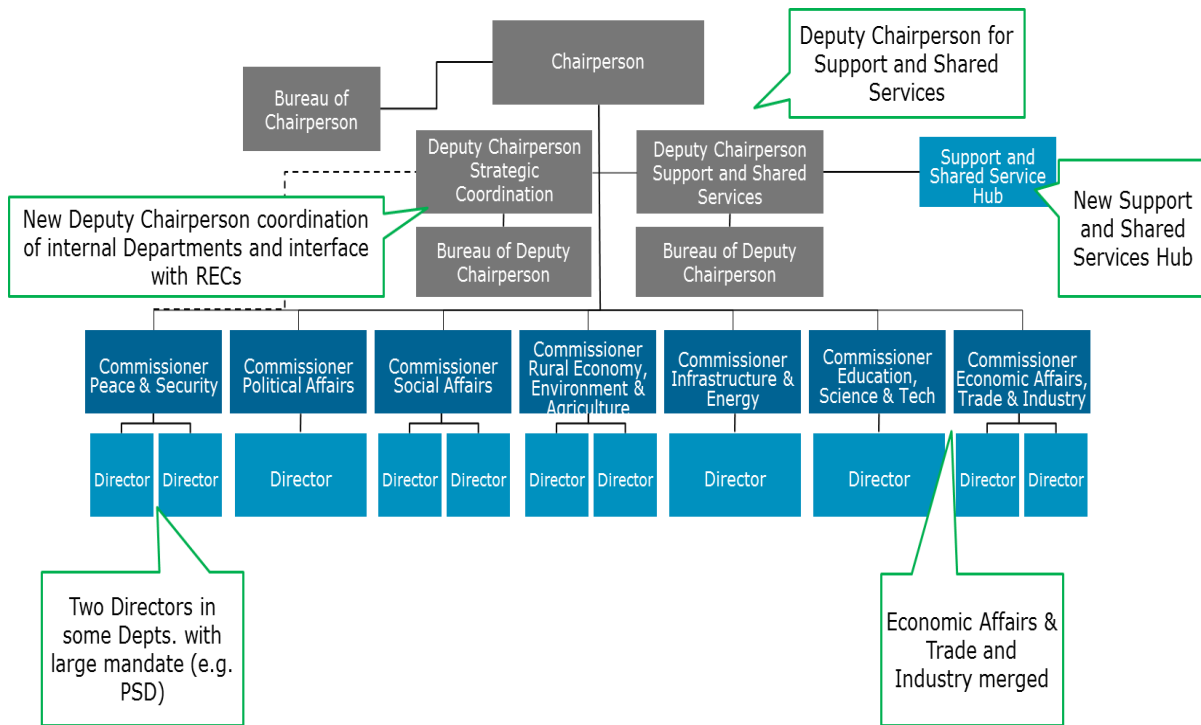 Chairperson
Deputy Chairperson for
Support and Shared
Services
Bureau of
Chairperson
Deputy Chairperson
Strategic
Coordination
Deputy Chairperson
Support and Shared
Services
Support and
Shared Service
Hub
New Support
and Shared
Services Hub
New Deputy Chairperson coordination
of internal Departments and interface
with RECs
Bureau of Deputy
Chairperson
Bureau of Deputy
Chairperson
Commissioner
Peace & Security
Commissioner
Political Affairs
Commissioner
Social Affairs
Commissioner
Rural Economy,
Environment &
Agriculture
Commissioner
Infrastructure &
Energy
Commissioner
Education,
Science & Tech
Commissioner
Economic Affairs,
Trade & Industry
Director
Director
Director
Director
Director
Director
Director
Director
Director
Director
Director
Two Directors in
some Depts. with
large mandate (e.g.
PSD)
Economic Affairs &
Trade and
Industry merged